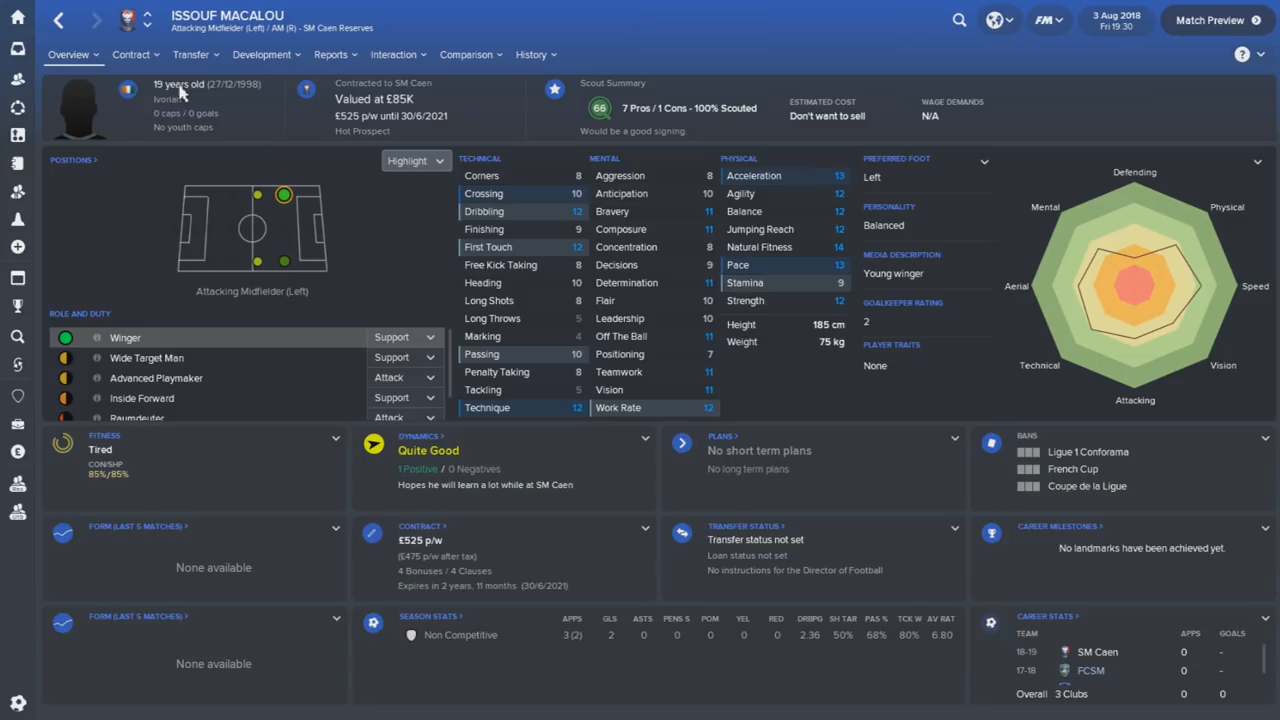 ISSOUF MACALOU
Attacking Midfielder (Left) / AM (R) - SM Caen Reserves
FM
3 Aug 2018
Fri 19:30
Match Preview
Overview
Contract
Transfer
Development
Reports
Interaction
Comparison
History
?
19 years old (27/12/1998)
Ivorian
0 caps / 0 goals
No youth caps
Contracted to SM Caen
Valued at £85K
£525 p/w until 30/6/2021
Hot Prospect
Scout Summary
66
7 Pros / 1 Cons - 100% Scouted
Would be a good signing.
ESTIMATED COST
Don't want to sell
WAGE DEMANDS
N/A
POSITIONS >
Highlight
Attacking Midfielder (Left)
ROLE AND DUTY
Winger Support
Wide Target Man Support
Advanced Playmaker Attack
Inside Forward Support
Raumdeuter Attack
TECHNICAL
Corners 8
Crossing 10
Dribbling 12
Finishing 9
First Touch 12
Free Kick Taking 8
Heading 10
Long Shots 8
Long Throws 5
Marking 4
Passing 10
Penalty Taking 8
Tackling 5
Technique 12
MENTAL
Aggression 8
Anticipation 10
Bravery 11
Composure 11
Concentration 8
Decisions 9
Determination 11
Flair 10
Leadership 10
Off The Ball 11
Positioning 7
Teamwork 11
Vision 11
Work Rate 12
PHYSICAL
Acceleration 13
Agility 12
Balance 12
Jumping Reach 12
Natural Fitness 14
Pace 13
Stamina 9
Strength 12
Height 185 cm
Weight 75 kg
PREFERRED FOOT
Left
PERSONALITY
Balanced
MEDIA DESCRIPTION
Young winger
GOALKEEPER RATING
2
PLAYER TRAITS
None
Defending
Mental
Physical
Aerial
Speed
Technical
Vision
Attacking
FITNESS
Tired
CON/SHP
85%/85%
DYNAMICS >
Quite Good
1 Positive / 0 Negatives
Hopes he will learn a lot while at SM Caen
PLANS >
No short term plans
No long term plans
BANS
Ligue 1 Conforama
French Cup
Coupe de la Ligue
FORM (LAST 5 MATCHES) >
None available
CONTRACT >
£525 p/w
(£475 p/w after tax)
4 Bonuses / 4 Clauses
Expires in 2 years, 11 months (30/6/2021)
TRANSFER STATUS >
Transfer status not set
Loan status not set
No instructions for the Director of Football
CAREER MILESTONES >
No landmarks have been achieved yet.
FORM (LAST 5 MATCHES) >
None available
SEASON STATS > APPS GLS ASTS PENS S POM YEL RED DRBPG SH TAR PAS % TCK W AV RAT
Non Competitive 3 (2) 2 0 0 0 0 0 2.36 50% 68% 80% 6.80
CAREER STATS >
TEAM APPS GOALS
18-19 SM Caen 0 -
17-18 FCSM 0 -
Overall 3 Clubs 0 0